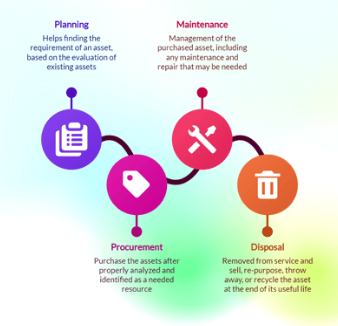 Planning
Helps finding the
requirement of an asset,
based on the evaluation of
existing assets
Maintenance
Management of the
purchased asset, including
any maintenance and
repair that may be needed
Procurement
Purchase the assets after
properly analyzed and
identified as a needed
resource
Disposal
Removed from service and
sell, re-purpose, throw
away, or recycle the asset
at the end of its useful life